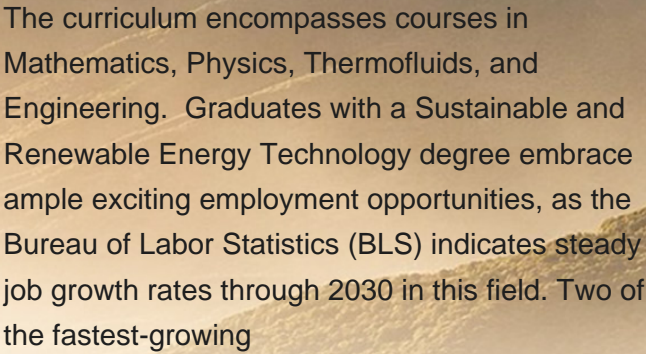 The curriculum encompasses courses in
Mathematics, Physics, Thermofluids, and
Engineering.  Graduates with a Sustainable and
Renewable Energy Technology degree embrace
ample exciting employment opportunities, as the
Bureau of Labor Statistics (BLS) indicates steady
job growth rates through 2030 in this field. Two of
the fastest-growing